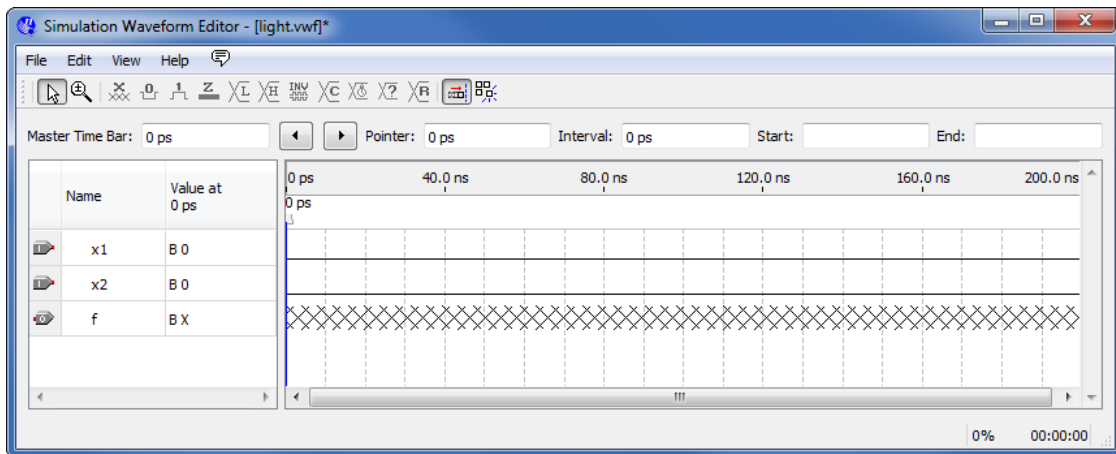 Simulation Waveform Editor - [light.vwf]*
File Edit View Help
Master Time Bar: 0 ps Pointer: 0 ps Interval: 0 ps Start: End:
Name Value at 0 ps
0 ps 40.0 ns 80.0 ns 120.0 ns 160.0 ns 200.0 ns
0 ps
x1 B 0
x2 B 0
f B X
0% 00:00:00